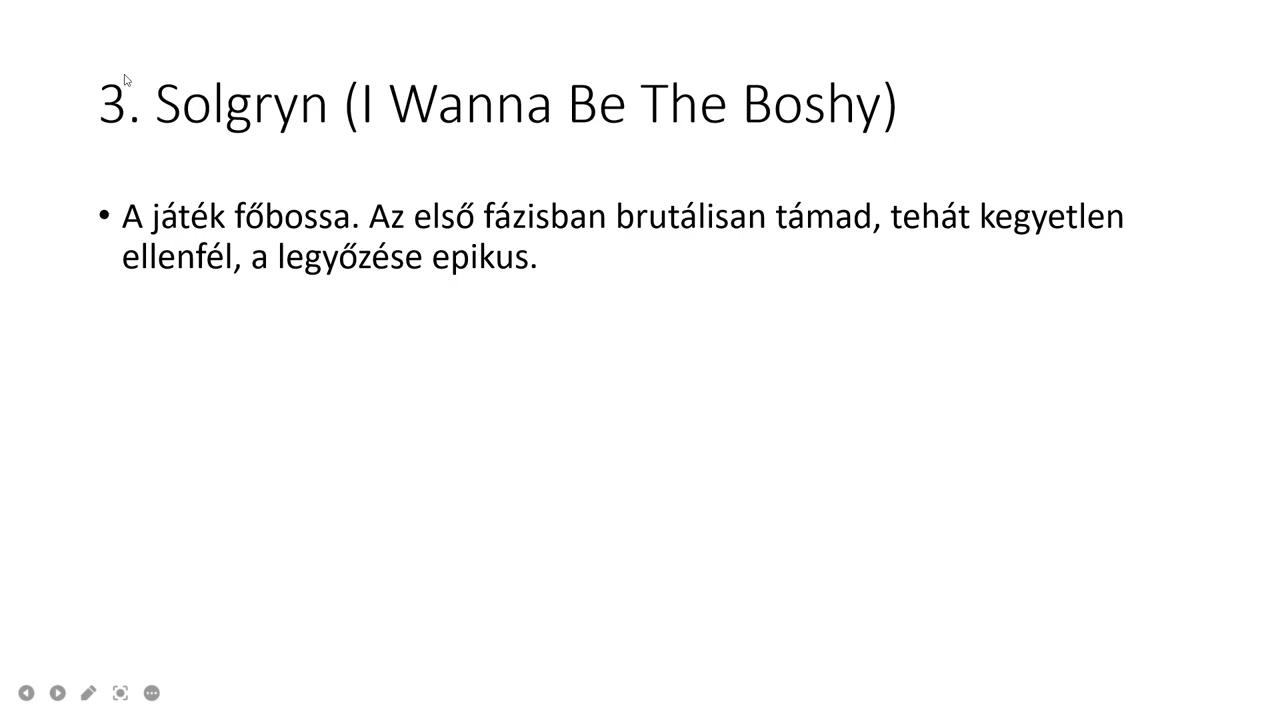 3. Solgryn (I Wanna Be The Boshy)
• A játék főbossa. Az első fázisban brutálisan támad, tehát kegyetlen
ellenfél, a legyőzése epikus.